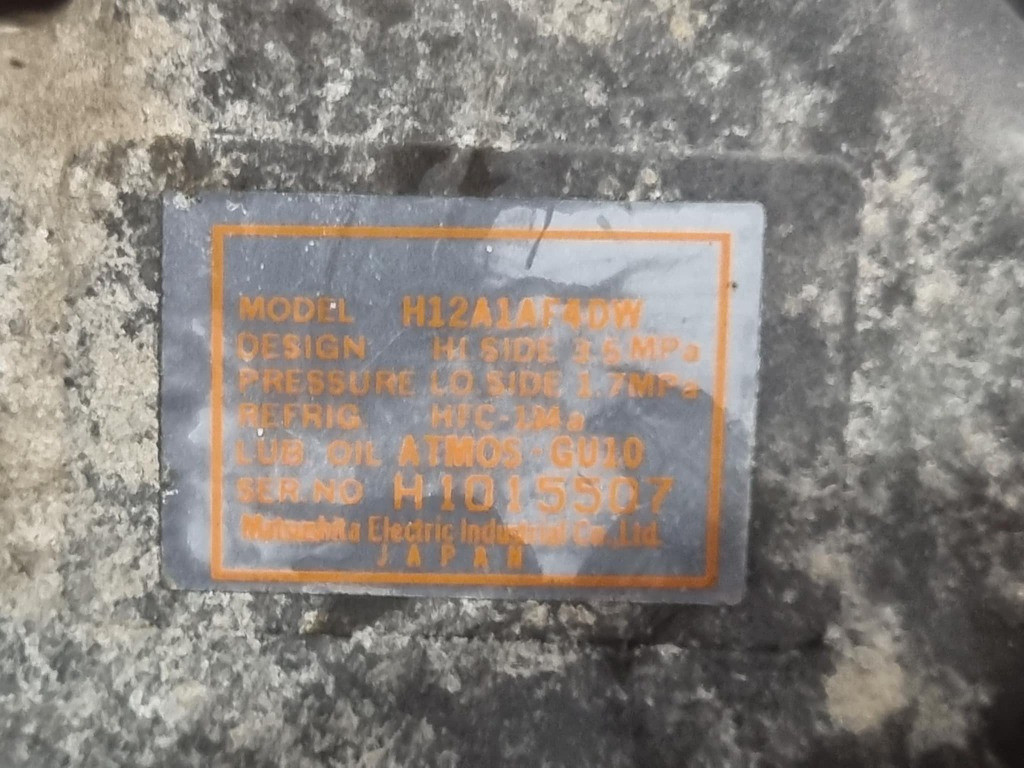 MODEL H12A1AF4DW
DESIGN HI SIDE 3.5 MPa
PRESSURE LO SIDE 1.7MPa
REFRIG. HFC-134a
LUB. OIL ATMOS-GU10
SER.NO H1015507
Matsushita Electric Industrial Co.,Ltd.
JAPAN